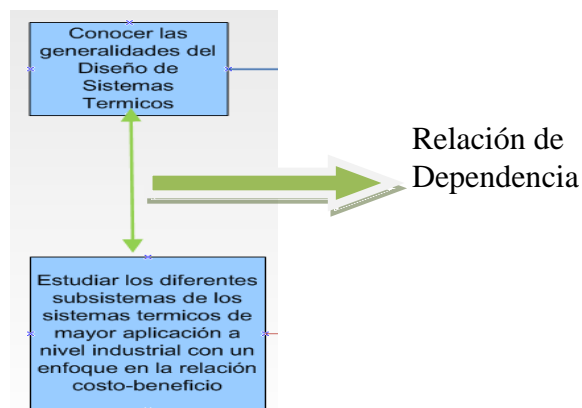 Conocer las
generalidades del
Diseño de
Sistemas
Termicos
Relación de
Dependencia
Estudiar los diferentes
subsistemas de los
sistemas termicos de
mayor aplicación a
nivel industrial con un
enfoque en la relación
costo-beneficio